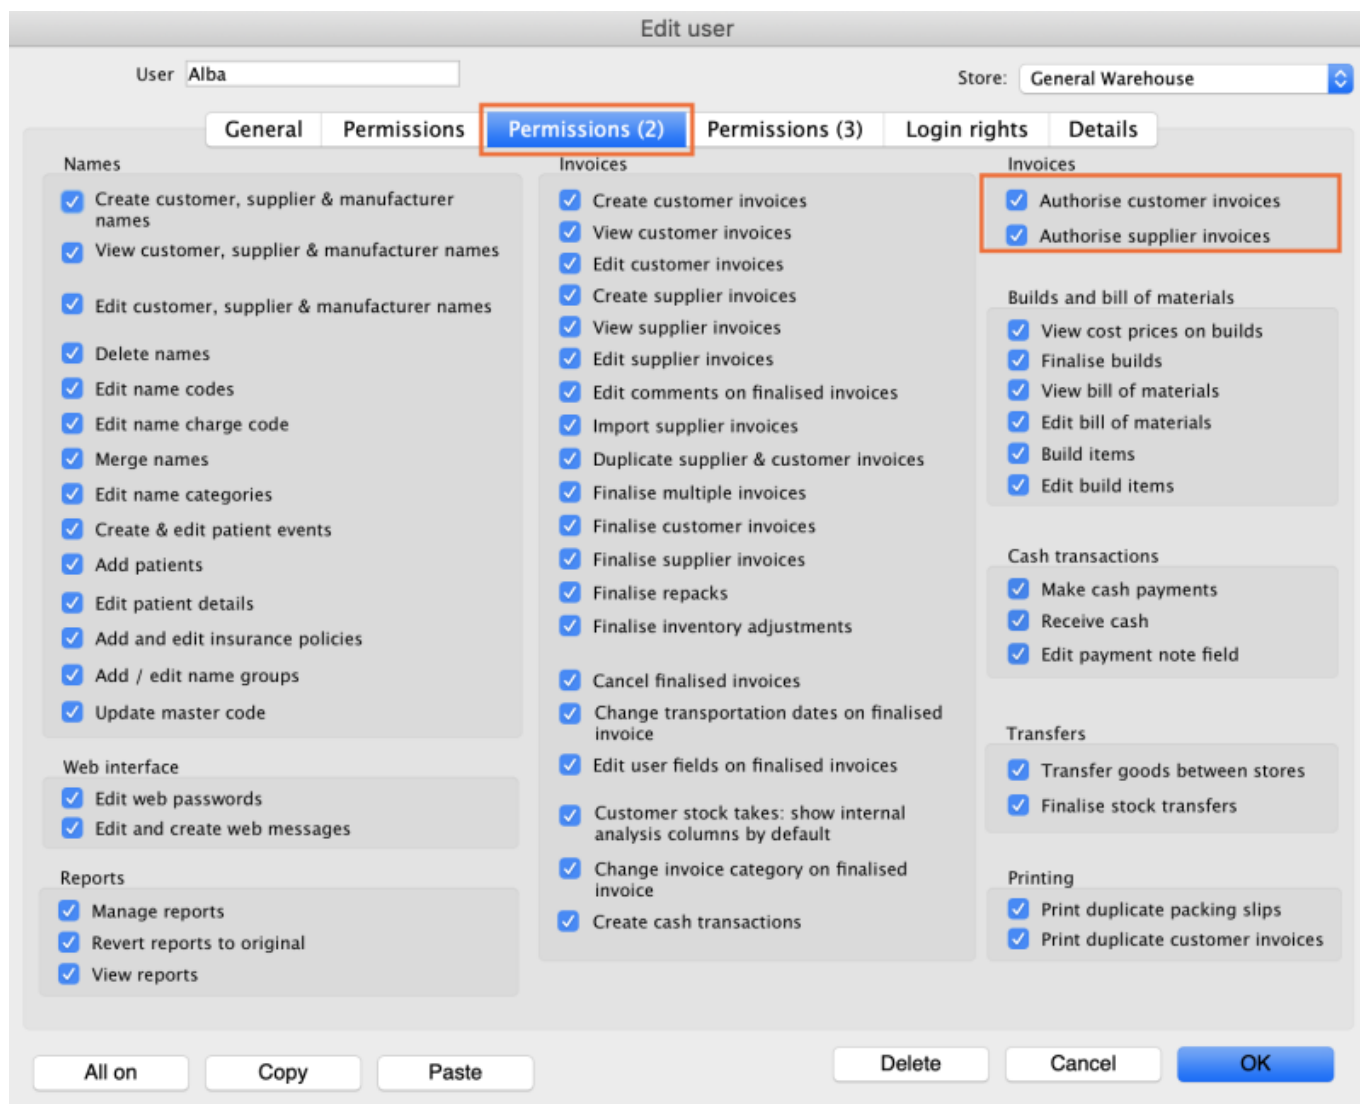 Edit user
User Alba
Store: General Warehouse
General Permissions Permissions (2) Permissions (3) Login rights Details
Names
Create customer, supplier & manufacturer
names
View customer, supplier & manufacturer names
Edit customer, supplier & manufacturer names
Delete names
Edit name codes
Edit name charge code
Merge names
Edit name categories
Create & edit patient events
Add patients
Edit patient details
Add and edit insurance policies
Add / edit name groups
Update master code
Web interface
Edit web passwords
Edit and create web messages
Reports
Manage reports
Revert reports to original
View reports
Invoices
Create customer invoices
View customer invoices
Edit customer invoices
Create supplier invoices
View supplier invoices
Edit supplier invoices
Edit comments on finalised invoices
Import supplier invoices
Duplicate supplier & customer invoices
Finalise multiple invoices
Finalise customer invoices
Finalise supplier invoices
Finalise repacks
Finalise inventory adjustments
Cancel finalised invoices
Change transportation dates on finalised
invoice
Edit user fields on finalised invoices
Customer stock takes: show internal
analysis columns by default
Change invoice category on finalised
invoice
Create cash transactions
Invoices
Authorise customer invoices
Authorise supplier invoices
Builds and bill of materials
View cost prices on builds
Finalise builds
View bill of materials
Edit bill of materials
Build items
Edit build items
Cash transactions
Make cash payments
Receive cash
Edit payment note field
Transfers
Transfer goods between stores
Finalise stock transfers
Printing
Print duplicate packing slips
Print duplicate customer invoices
All on Copy Paste Delete Cancel OK